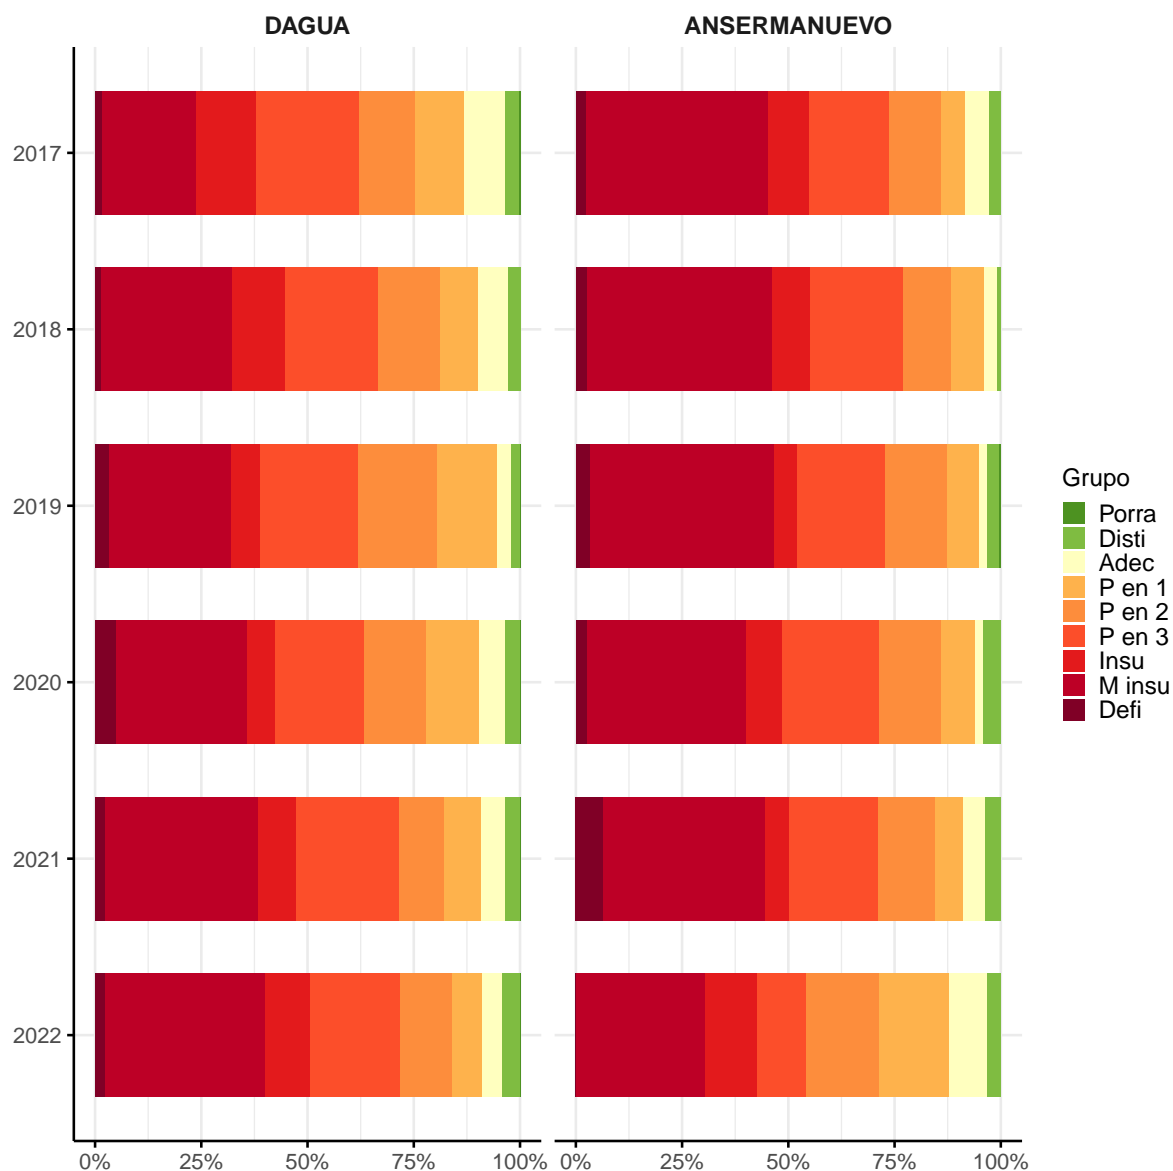 DAGUA
ANSERMANUEVO
2017
2018
2019
2020
2021
2022
0%
25%
50%
75%
100%
0%
25%
50%
75%
100%
Grupo
Porra
Disti
Adec
P en 1
P en 2
P en 3
Insu
M insu
Defi